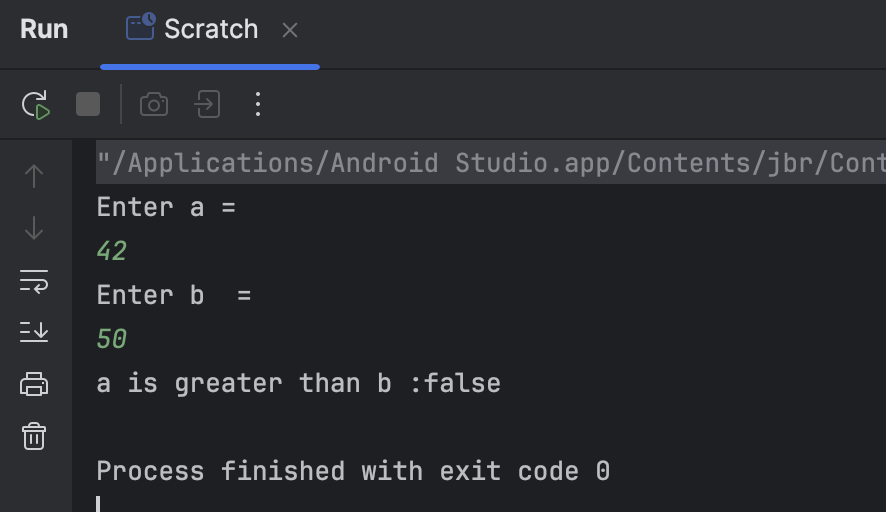 Run Scratch
"/Applications/Android Studio.app/Contents/jbr/Cont
Enter a =
42
Enter b  =
50
a is greater than b :false
Process finished with exit code 0